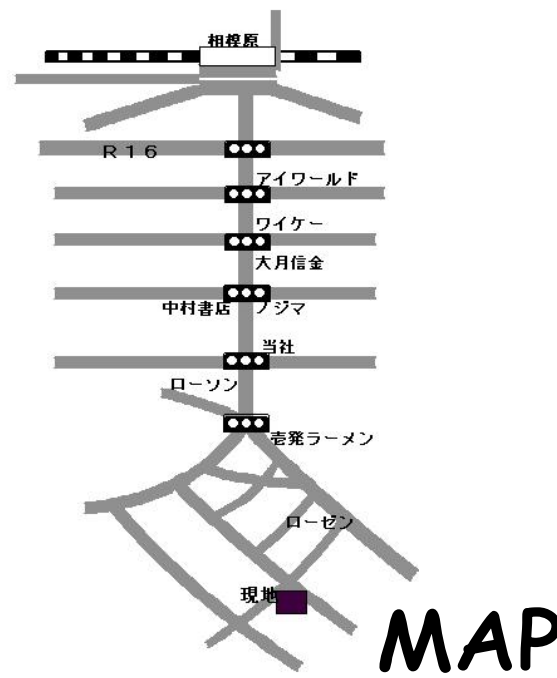 相模原
R16
アイワールド
ワイケー
大月信金
中村書店 ノジマ
当社
ローソン
壱発ラーメン
ローゼン
現地
MAP